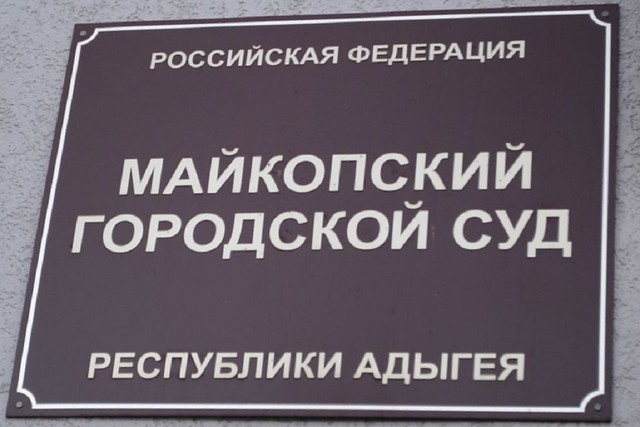 РОССИЙСКАЯ ФЕДЕРАЦИЯ
МАЙКОПСКИЙ
ГОРОДСКОЙ СУД
РЕСПУБЛИКИ АДЫГЕЯ